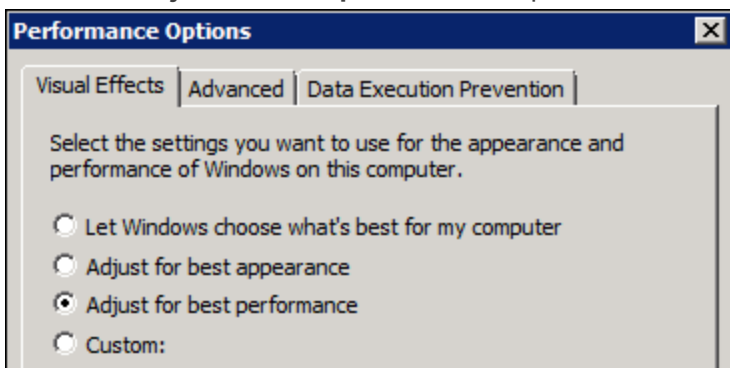 Performance Options
Visual Effects
Advanced
Data Execution Prevention
Select the settings you want to use for the appearance and
performance of Windows on this computer.
Let Windows choose what's best for my computer
Adjust for best appearance
Adjust for best performance
Custom: